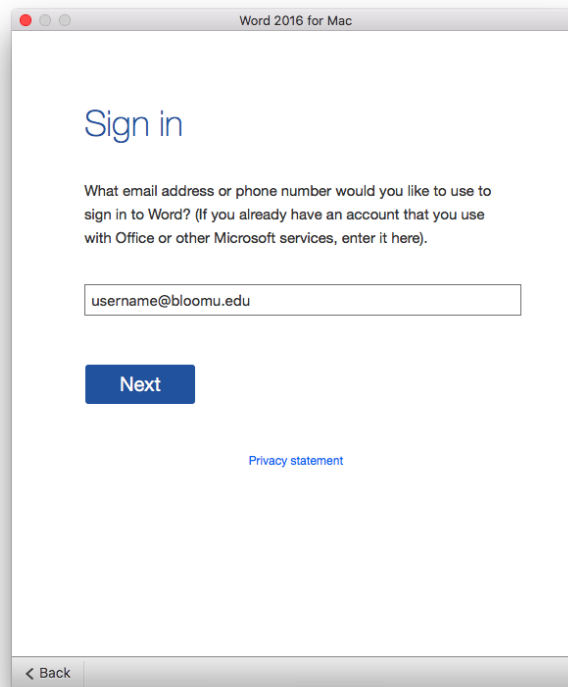 Word 2016 for Mac
Sign in
What email address or phone number would you like to use to
sign in to Word? (If you already have an account that you use
with Office or other Microsoft services, enter it here).
username@bloomu.edu
Next
Privacy statement
Back